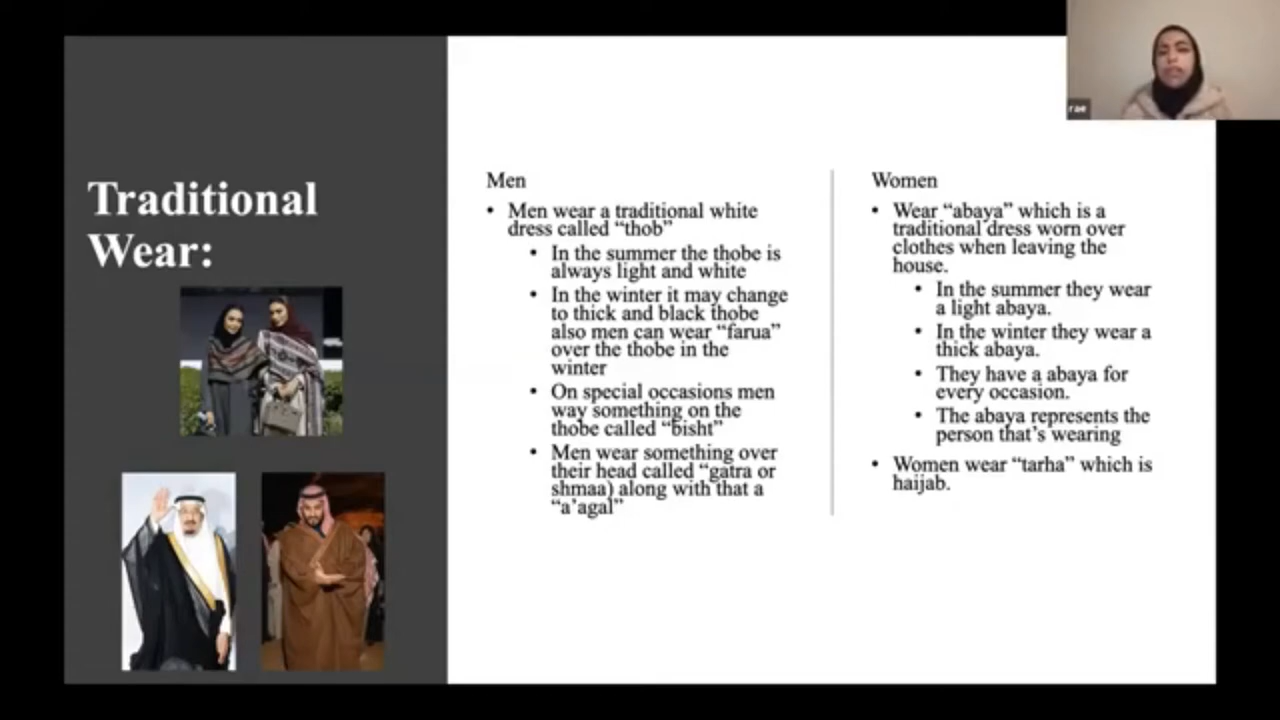 Traditional
Wear:
Men
• Men wear a traditional white
dress called “thob”
• In the summer the thobe is
always light and white
• In the winter it may change
to thick and black thobe
also men can wear “farua”
over the thobe in the
winter
• On special occasions men
way something on the
thobe called “bisht”
• Men wear something over
their head called “gatra or
shmaa) along with that a
“a’agal”
Women
• Wear “abaya” which is a
traditional dress worn over
clothes when leaving the
house.
• In the summer they wear
a light abaya.
• In the winter they wear a
thick abaya.
• They have a abaya for
every occasion.
• The abaya represents the
person that’s wearing
• Women wear “tarha” which is
haijab.
rae